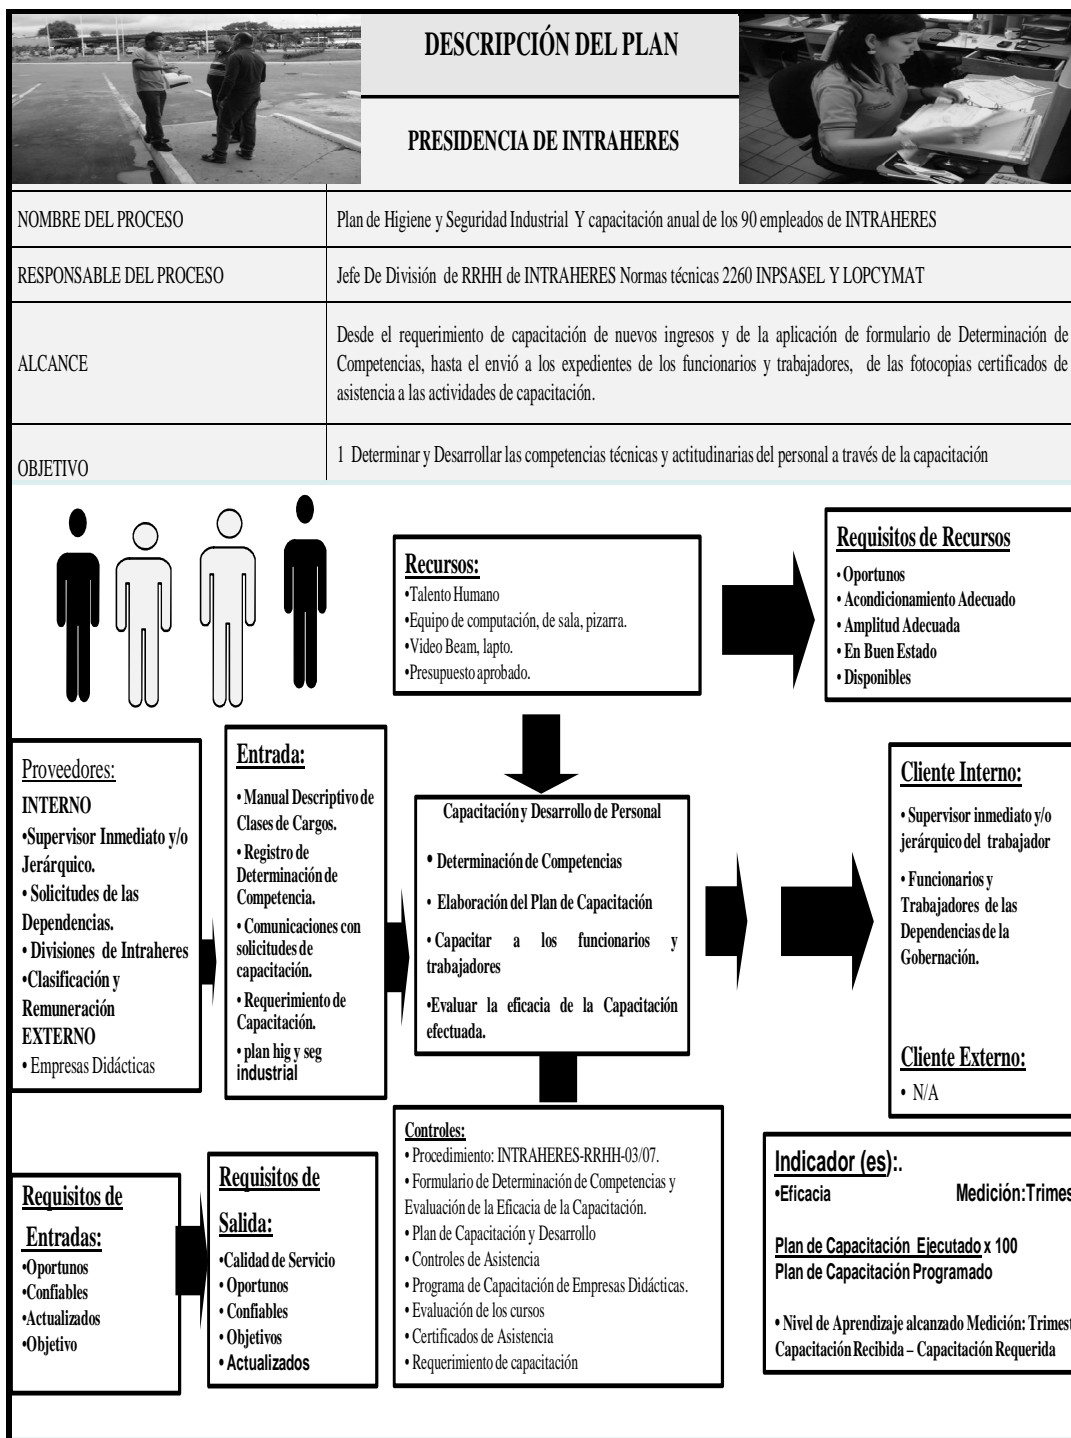 DESCRIPCIÓN DEL PLAN
PRESIDENCIA DE INTRAHERES
NOMBRE DEL PROCESO
Plan de Higiene y Seguridad Industrial Y capacitación anual de los 90 empleados de INTRAHERES
RESPONSABLE DEL PROCESO
Jefe De División de RRHH de INTRAHERES Normas técnicas 2260 INPSASEL Y LOPCYMAT
ALCANCE
Desde el requerimiento de capacitación de nuevos ingresos y de la aplicación de formulario de Determinación de
Competencias, hasta el envió a los expedientes de los funcionarios y trabajadores, de las fotocopias certificados de
asistencia a las actividades de capacitación.
OBJETIVO
1 Determinar y Desarrollar las competencias técnicas y actitudinarias del personal a través de la capacitación
Recursos:
•Talento Humano
•Equipo de computación, de sala, pizarra.
•Video Beam, lapto.
•Presupuesto aprobado.
Requisitos de Recursos
• Oportunos
• Acondicionamiento Adecuado
• Amplitud Adecuada
• En Buen Estado
• Disponibles
Proveedores:
INTERNO
•Supervisor Inmediato y/o
Jerárquico.
• Solicitudes de las
Dependencias.
• Divisiones de Intraheres
•Clasificación y
Remuneración
EXTERNO
• Empresas Didácticas
Entrada:
• Manual Descriptivo de
Clases de Cargos.
• Registro de
Determinación de
Competencia.
• Comunicaciones con
solicitudes de
capacitación.
• Requerimiento de
Capacitación.
• plan hig y seg
industrial
Capacitación y Desarrollo de Personal
• Determinación de Competencias
• Elaboración del Plan de Capacitación
• Capacitar a los funcionarios y
trabajadores
•Evaluar la eficacia de la Capacitación
efectuada.
Cliente Interno:
• Supervisor inmediato y/o
jerárquico del trabajador
• Funcionarios y
Trabajadores de las
Dependencias de la
Gobernación.
Cliente Externo:
• N/A
Requisitos de
Entradas:
•Oportunos
•Confiables
•Actualizados
•Objetivo
Requisitos de
Salida:
•Calidad de Servicio
• Oportunos
• Confiables
• Objetivos
• Actualizados
Controles:
• Procedimiento: INTRAHERES-RRHH-03/07.
• Formulario de Determinación de Competencias y
Evaluación de la Eficacia de la Capacitación.
• Plan de Capacitación y Desarrollo
• Controles de Asistencia
• Programa de Capacitación de Empresas Didácticas.
• Evaluación de los cursos
• Certificados de Asistencia
• Requerimiento de capacitación
Indicador (es):.
•Eficacia Medición:Trimes
Plan de Capacitación Ejecutado x 100
Plan de Capacitación Programado
• Nivel de Aprendizaje alcanzado Medición: Trimest
Capacitación Recibida – Capacitación Requerida